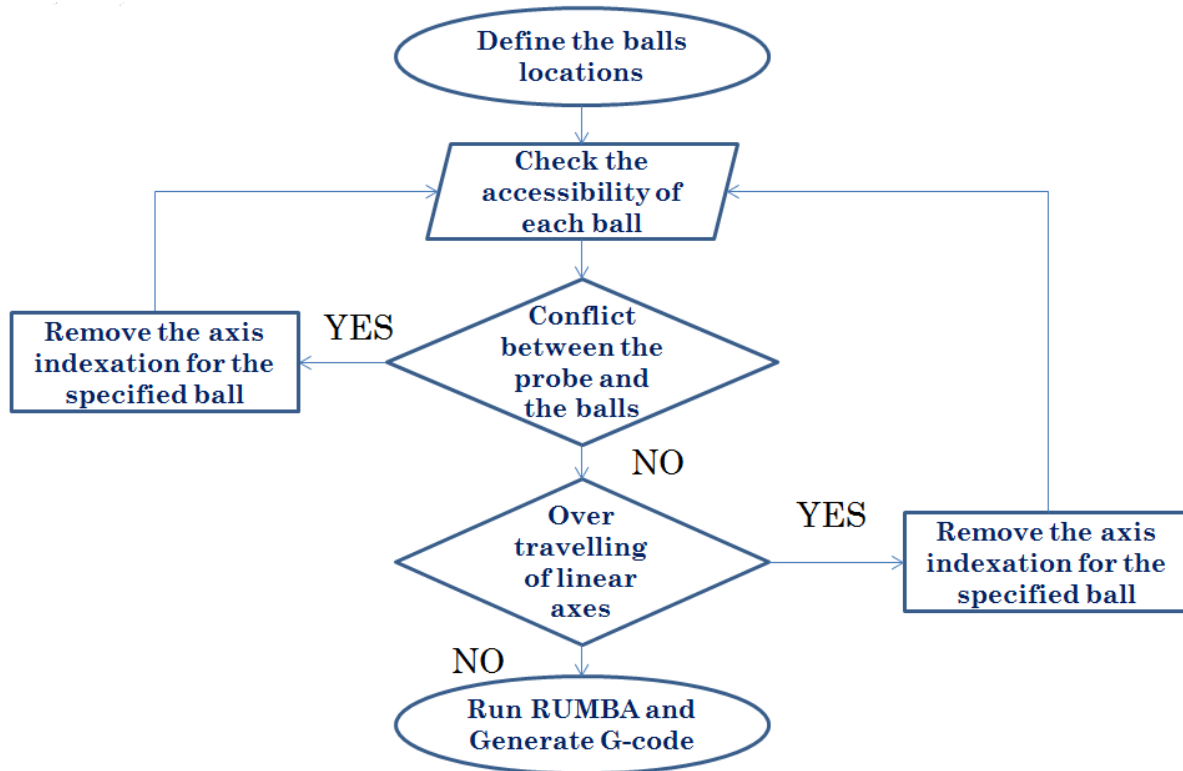 Define the balls
locations
Check the
accessibility of
each ball
Conflict
between the
probe and
the balls
YES
Remove the axis
indexation for the
specified ball
NO
Over
travelling
of linear
axes
YES
Remove the axis
indexation for the
specified ball
NO
Run RUMBA and
Generate G-code